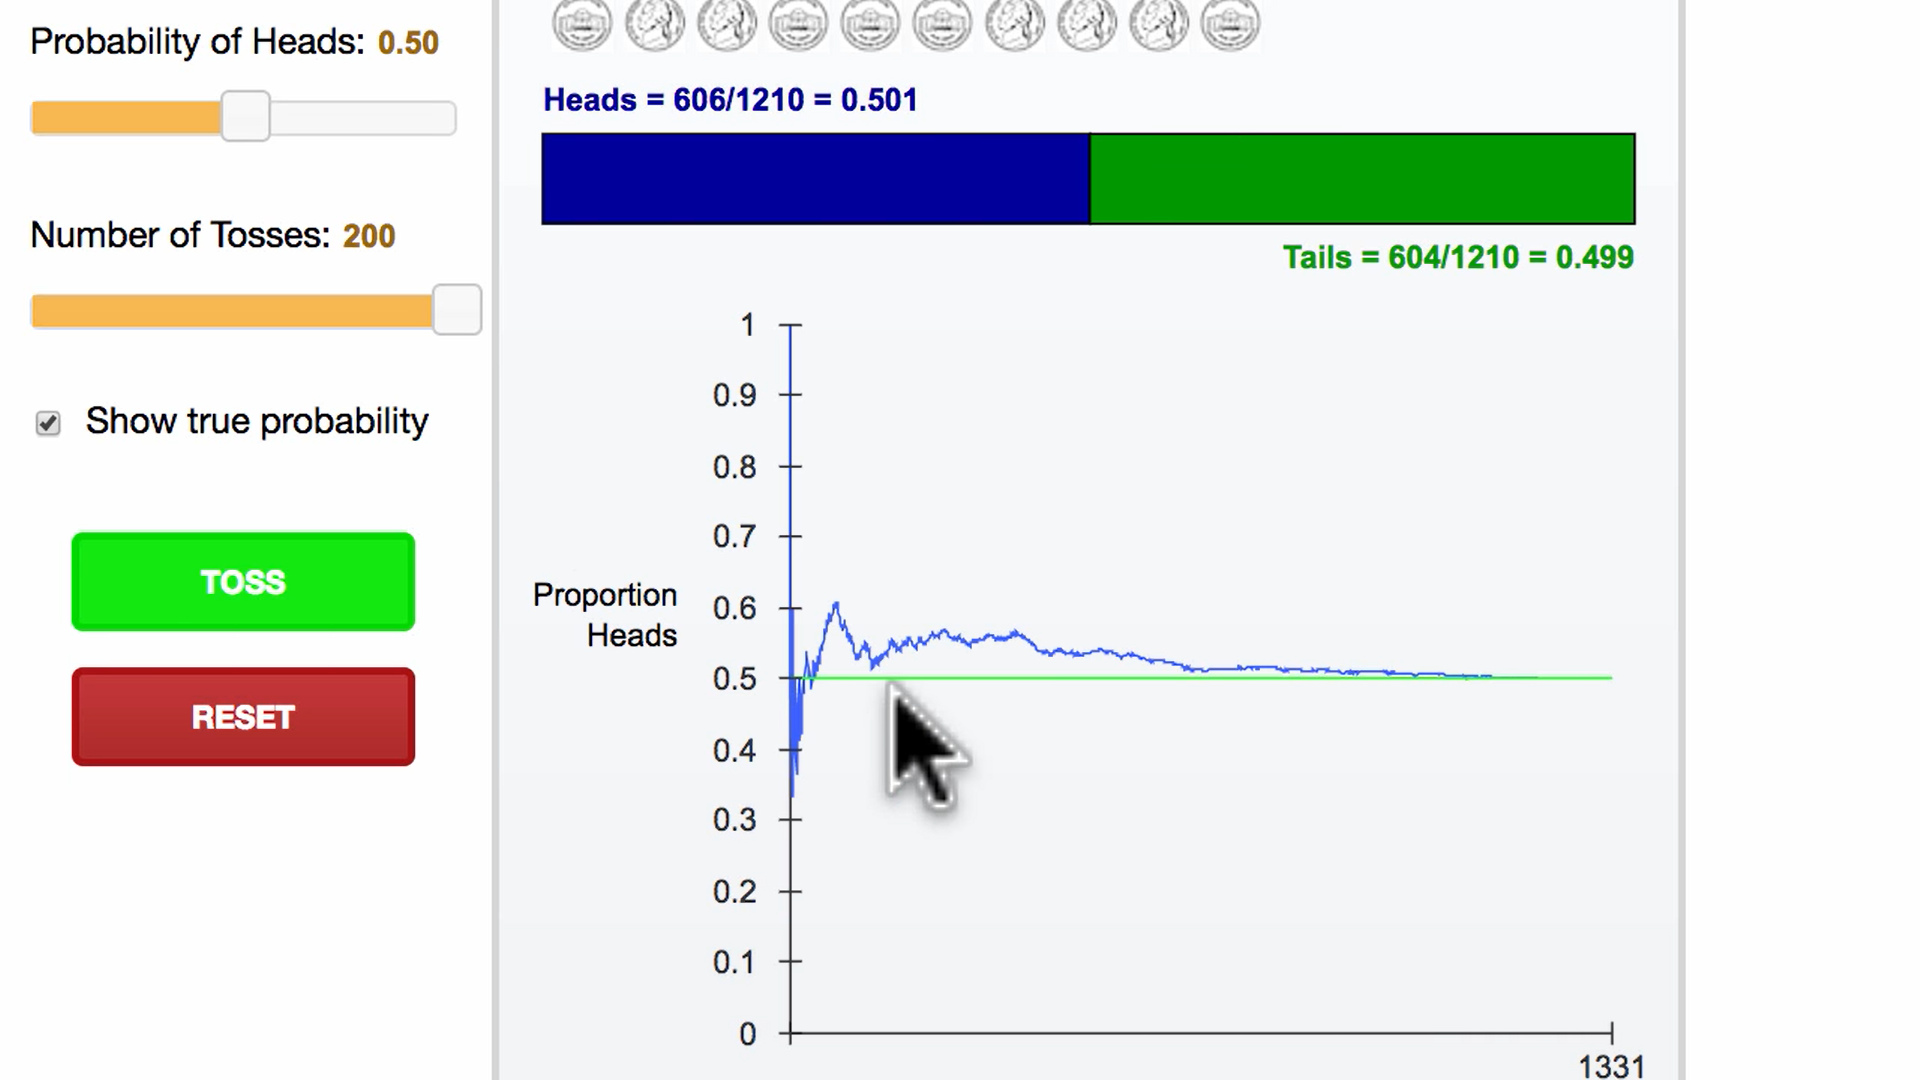 Probability of Heads: 0.50
Number of Tosses: 200
Show true probability
TOSS
RESET
Heads = 606/1210 = 0.501
Tails = 604/1210 = 0.499
Proportion
Heads
1
0.9
0.8
0.7
0.6
0.5
0.4
0.3
0.2
0.1
0
1331